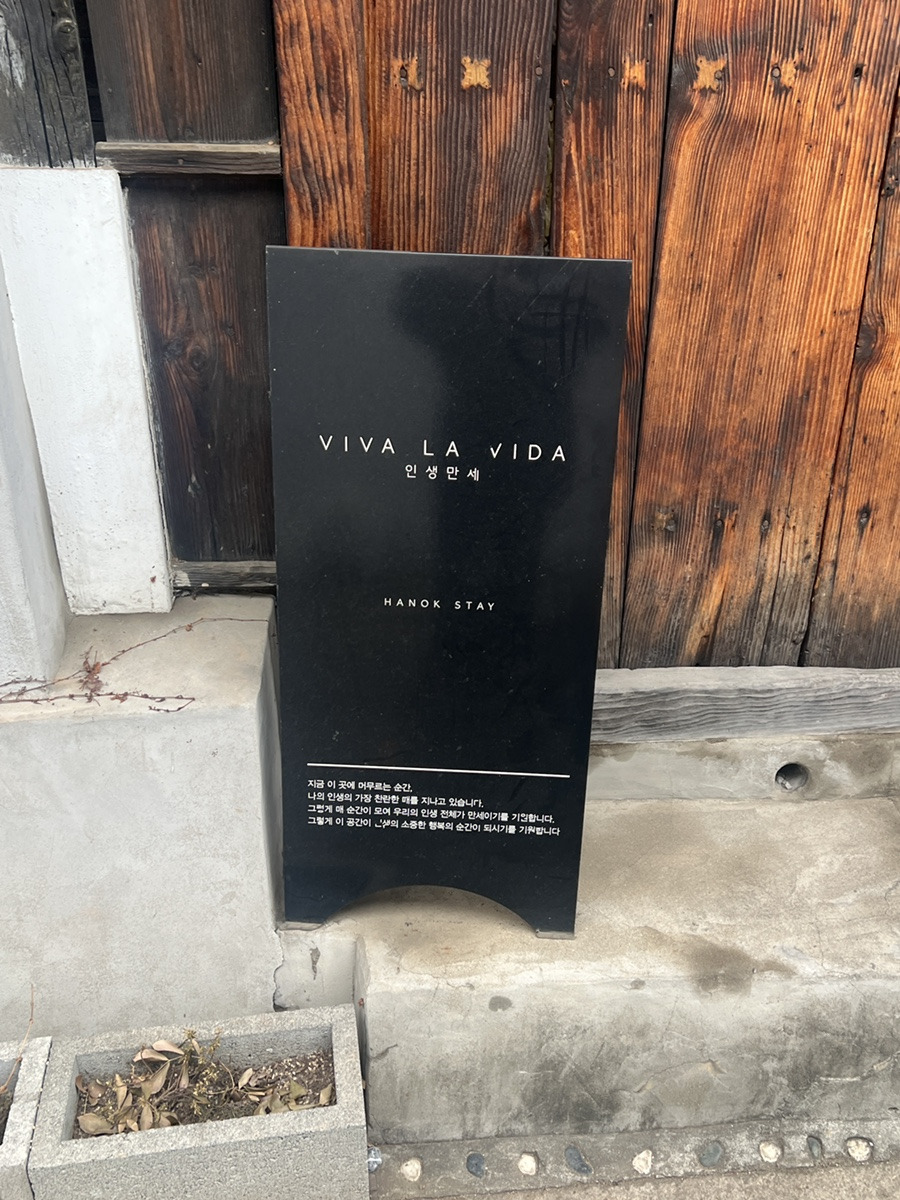 VIVA LA VIDA
인생만세
HANOK STAY
지금 이 곳에 머무르는 순간,
나의 인생의 가장 찬란한 때를 지나고 있습니다.
그렇게 매 순간이 모여 우리의 인생 전체가 만세이기를 기원합니다.
그렇게 이 공간이 인생의 소중한 행복의 순간이 되시기를 기원합니다